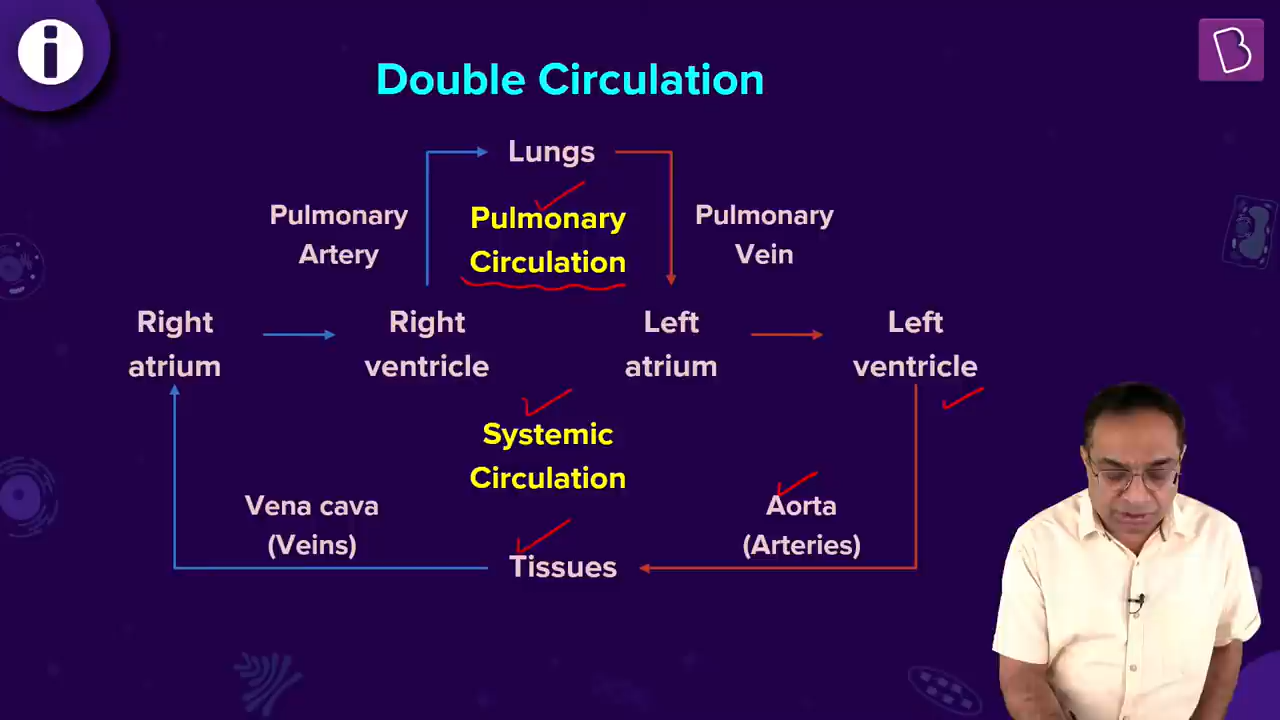 i
B
Double Circulation
Lungs
Pulmonary
Artery
Pulmonary
Circulation
Pulmonary
Vein
Right
atrium
Right
ventricle
Left
atrium
Left
ventricle
Systemic
Circulation
Vena cava
(Veins)
Aorta
(Arteries)
Tissues